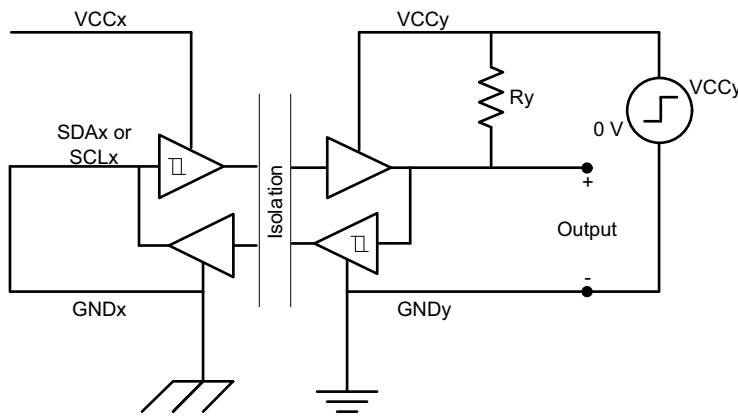 VCCx
VCCy
Ry
VCCy
0 V
SDAx or
SCLx
Isolation
+
Output
-
GNDx
GNDy